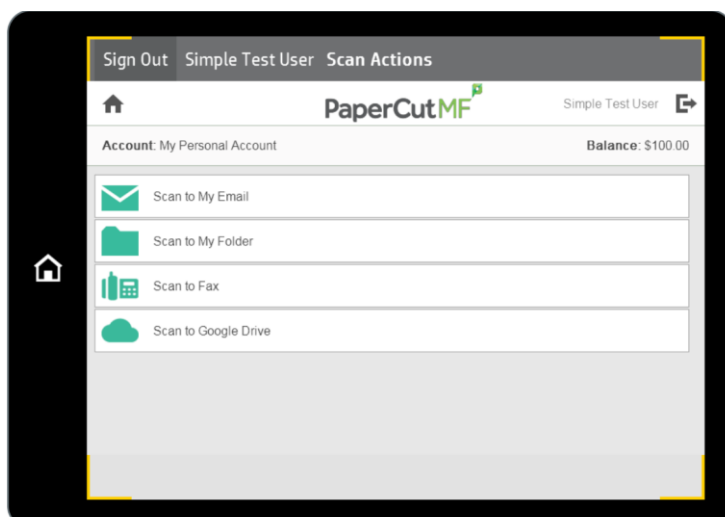 Sign Out Simple Test User Scan Actions
PaperCutMF Simple Test User
Account: My Personal Account Balance: $100.00
Scan to My Email
Scan to My Folder
Scan to Fax
Scan to Google Drive